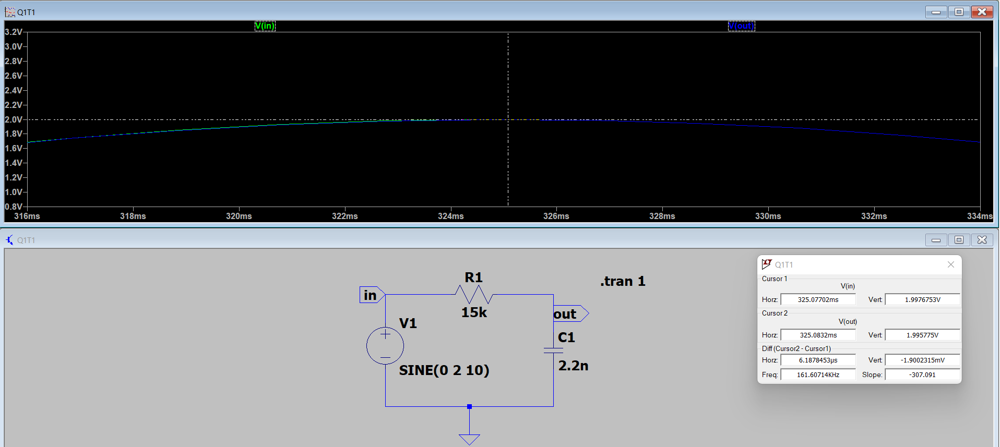 Q1T1
V(in) V(out)
3.2V
3.0V
2.8V
2.6V
2.4V
2.2V
2.0V
1.8V
1.6V
1.4V
1.2V
1.0V
0.8V
316ms 318ms 320ms 322ms 324ms 326ms 328ms 330ms 332ms 334ms
Q1T1
in
R1
15k
.tran 1
out
V1
SINE(0 2 10)
C1
2.2n
Q1T1
Cursor 1
V(in)
Horz: 325.07702ms Vert: 1.9976753V
Cursor 2
V(out)
Horz: 325.0832ms Vert: 1.995775V
Diff (Cursor2 - Cursor1)
Horz: 6.1878453µs Vert: -1.9002315mV
Freq: 161.60714KHz Slope: -307.091